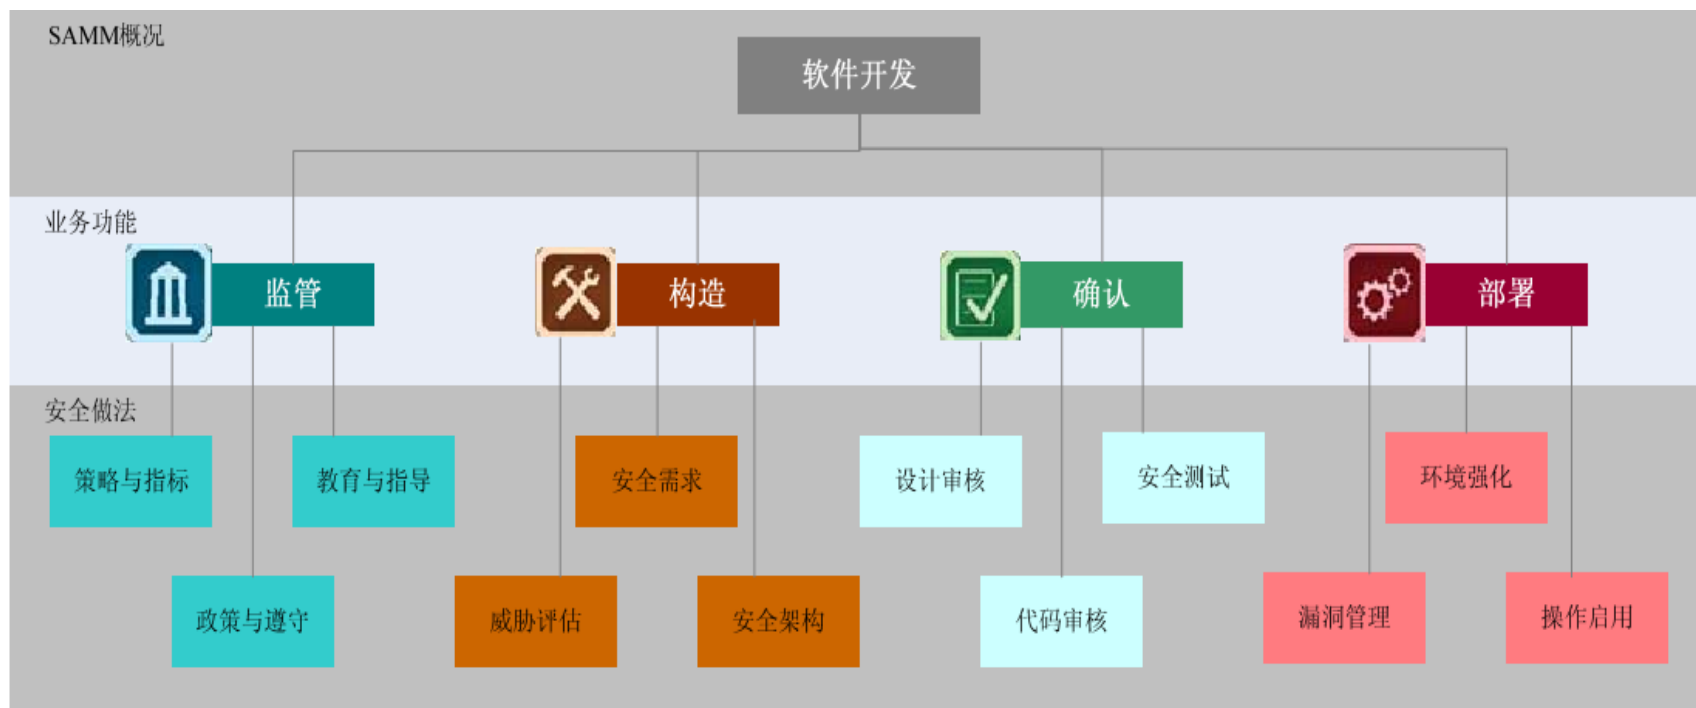 SAMM概况
软件开发
业务功能
监管
构造
确认
部署
安全做法
策略与指标
教育与指导
安全需求
设计审核
安全测试
环境强化
政策与遵守
威胁评估
安全架构
代码审核
漏洞管理
操作启用